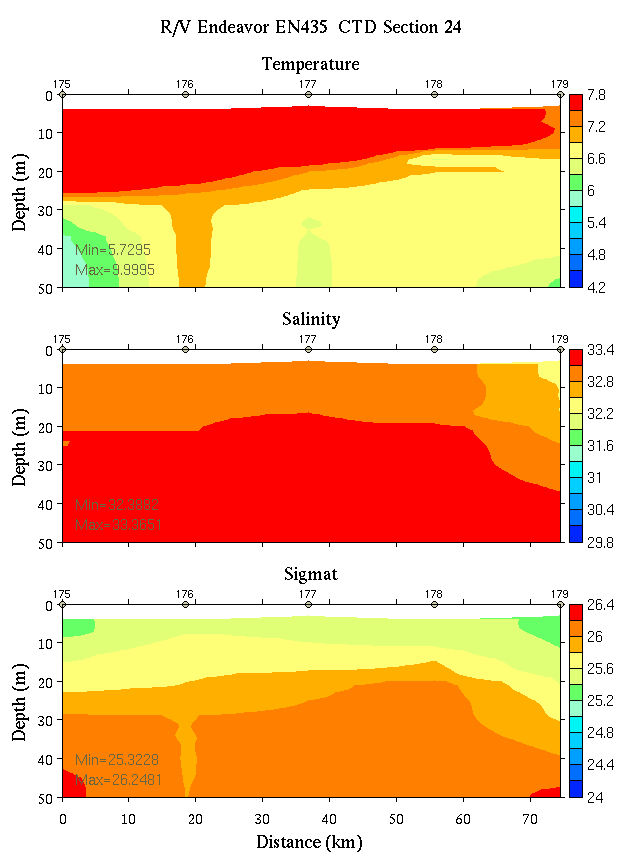 R/V Endeavor EN435 CTD Section 24
Temperature
175 176 177 178 179
0 10 20 30 40 50
Depth (m)
Min=5.7295
Max=9.9995
7.8 7.2 6.6 6 5.4 4.8 4.2
Salinity
175 176 177 178 179
0 10 20 30 40 50
Depth (m)
Max=33.3651
33.4 32.8 32.2 31.6 31 30.4 29.8
Sigmat
175 176 177 178 179
0 10 20 30 40 50
Depth (m)
Min=25.3228
Max=26.2481
26.4 26 25.6 25.2 24.8 24.4 24
0 10 20 30 40 50 60 70
Distance (km)